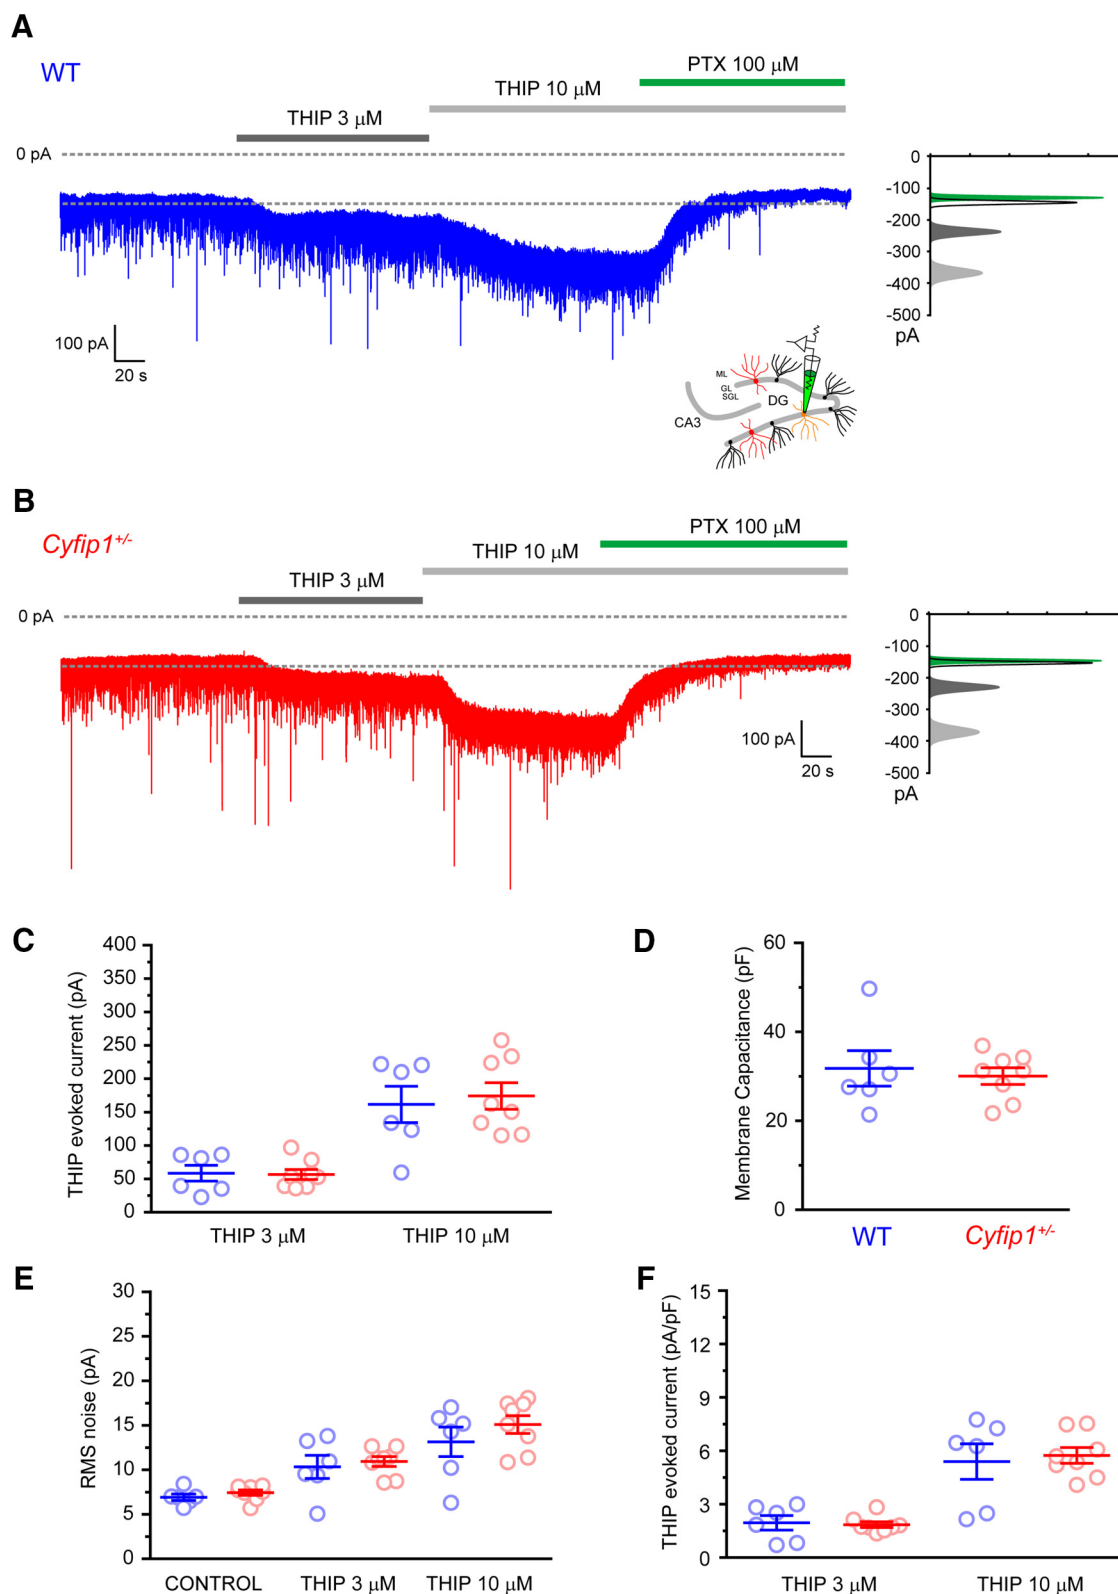 A
WT
PTX 100 μM
THIP 10 μM
THIP 3 μM
0 pA
0
-100
-200
-300
-400
-500
pA
100 pA
20 s
ML
GL
SGL
DG
CA3
B
Cyfip1+/-
PTX 100 μM
THIP 10 μM
THIP 3 μM
0 pA
0
-100
-200
-300
-400
-500
pA
100 pA
20 s
C
THIP evoked current (pA)
400
350
300
250
200
150
100
50
0
THIP 3 μM
THIP 10 μM
D
Membrane Capacitance (pF)
60
40
20
0
WT
Cyfip1+/-
E
RMS noise (pA)
30
25
20
15
10
5
0
CONTROL
THIP 3 μM
THIP 10 μM
F
THIP evoked current (pA/pF)
15
12
9
6
3
0
THIP 3 μM
THIP 10 μM